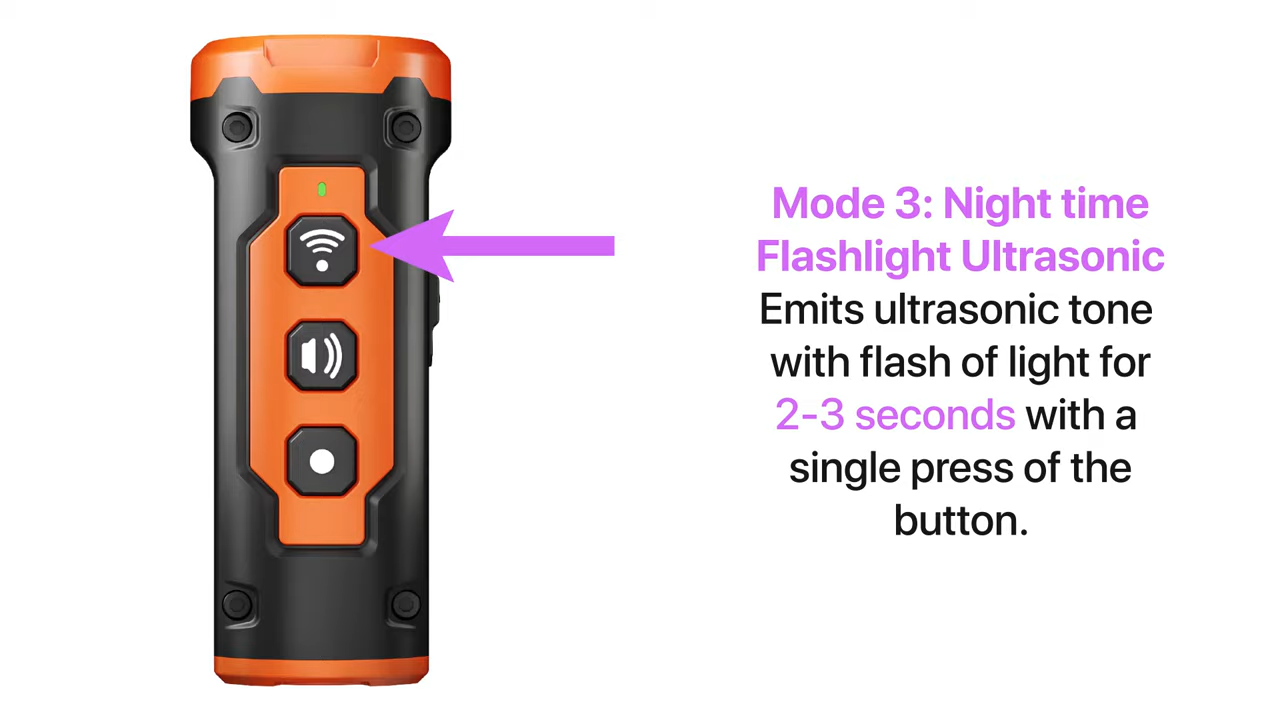 Mode 3: Night time
Flashlight Ultrasonic
Emits ultrasonic tone
with flash of light for
2-3 seconds with a
single press of the
button.